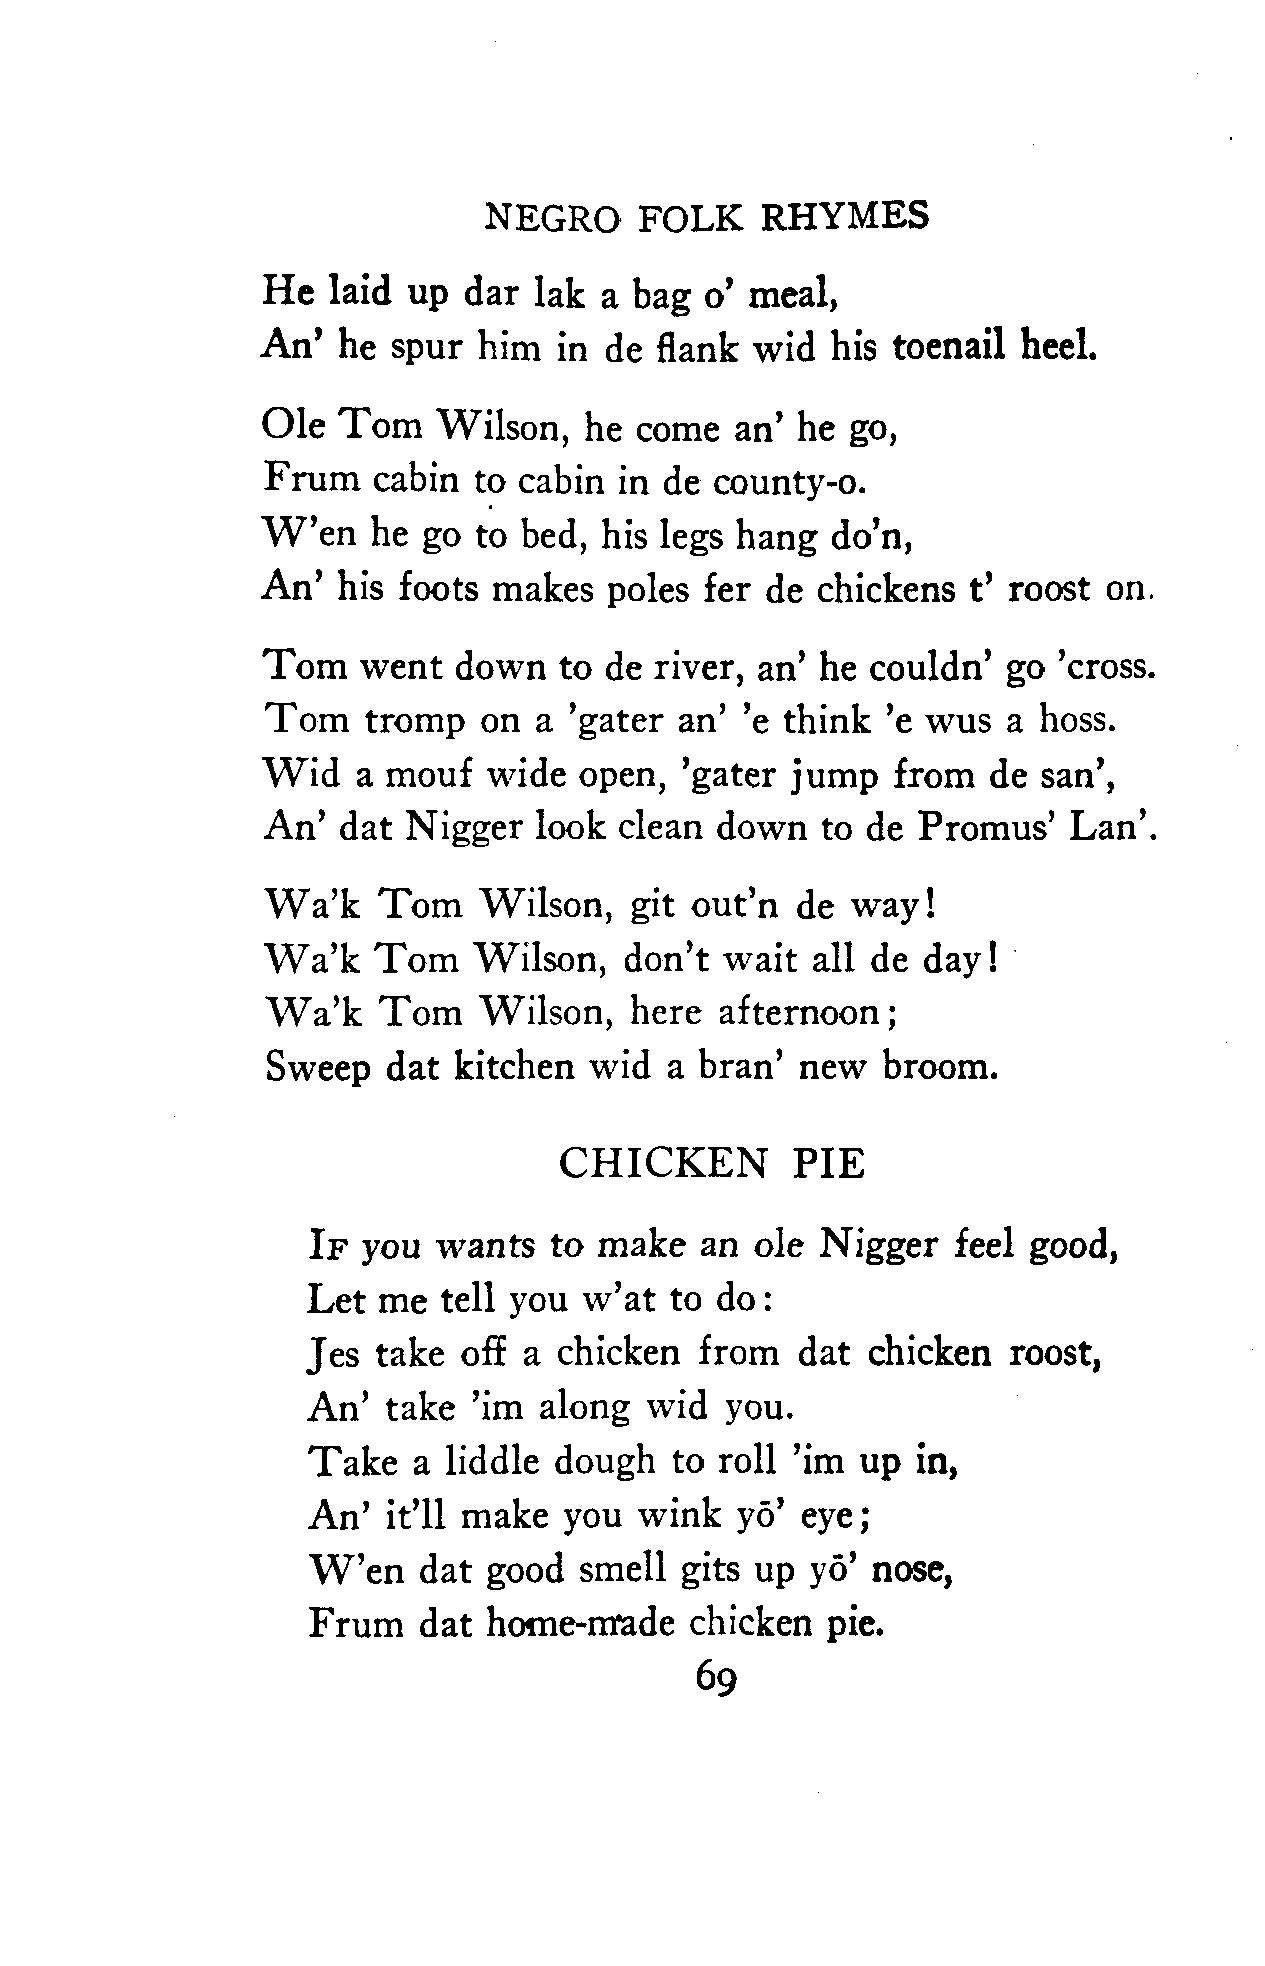 NEGRO FOLK RHYMES
He laid up dar lak a bag o' meal,
An' he spur him in de flank wid his toenail heel.
Ole Tom Wilson, he come an' he go,
Frum cabin to cabin in de county-o.
W'en he go to bed, his legs hang do'n,
An' his foots makes poles fer de chickens t' roost on.
Tom went down to de river, an' he couldn' go 'cross.
Tom tromp on a 'gater an' 'e think 'e wus a hoss.
Wid a mouf wide open, 'gater jump from de san',
An' dat Nigger look clean down to de Promus' Lan'.
Wa'k Tom Wilson, git out'n de way!
Wa'k Tom Wilson, don't wait all de day!
Wa'k Tom Wilson, here afternoon;
Sweep dat kitchen wid a bran' new broom.
CHICKEN PIE
IF you wants to make an ole Nigger feel good,
Let me tell you w'at to do:
Jes take off a chicken from dat chicken roost,
An' take 'im along wid you.
Take a liddle dough to roll 'im up in,
An' it'll make you wink yō' eye;
W'en dat good smell gits up yō' nose,
Frum dat home-made chicken pie.
69